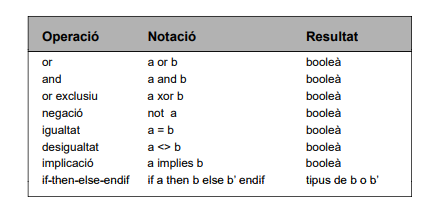 Operació Notació Resultat
or a or b booleà
and a and b booleà
or exclusiu a xor b booleà
negació not a booleà
igualtat a = b booleà
desigualtat a <> b booleà
implicació a implies b booleà
if-then-else-endif if a then b else b’ endif tipus de b o b’